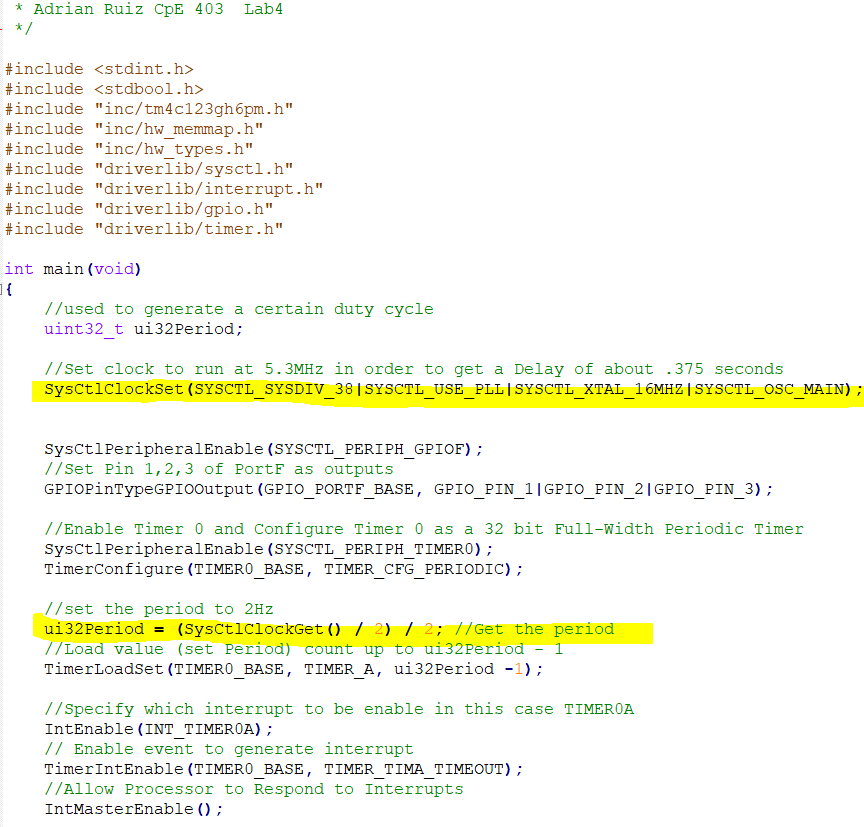 * Adrian Ruiz CpE 403  Lab4
*/
#include <stdint.h>
#include <stdbool.h>
#include "inc/tm4c123gh6pm.h"
#include "inc/hw_memmap.h"
#include "inc/hw_types.h"
#include "driverlib/sysctl.h"
#include "driverlib/interrupt.h"
#include "driverlib/gpio.h"
#include "driverlib/timer.h"
int main(void)
{
//used to generate a certain duty cycle
uint32_t ui32Period;
//Set clock to run at 5.3MHz in order to get a Delay of about .375 seconds
SysCtlClockSet(SYSCTL_SYSDIV_38|SYSCTL_USE_PLL|SYSCTL_XTAL_16MHZ|SYSCTL_OSC_MAIN);
SysCtlPeripheralEnable(SYSCTL_PERIPH_GPIOF);
//Set Pin 1,2,3 of PortF as outputs
GPIOPinTypeGPIOOutput(GPIO_PORTF_BASE, GPIO_PIN_1|GPIO_PIN_2|GPIO_PIN_3);
//Enable Timer 0 and Configure Timer 0 as a 32 bit Full-Width Periodic Timer
SysCtlPeripheralEnable(SYSCTL_PERIPH_TIMER0);
TimerConfigure(TIMER0_BASE, TIMER_CFG_PERIODIC);
//set the period to 2Hz
ui32Period = (SysCtlClockGet() / 2) / 2; //Get the period
//Load value (set Period) count up to ui32Period - 1
TimerLoadSet(TIMER0_BASE, TIMER_A, ui32Period -1);
//Specify which interrupt to be enable in this case TIMER0A
IntEnable(INT_TIMER0A);
// Enable event to generate interrupt
TimerIntEnable(TIMER0_BASE, TIMER_TIMA_TIMEOUT);
//Allow Processor to Respond to Interrupts
IntMasterEnable();